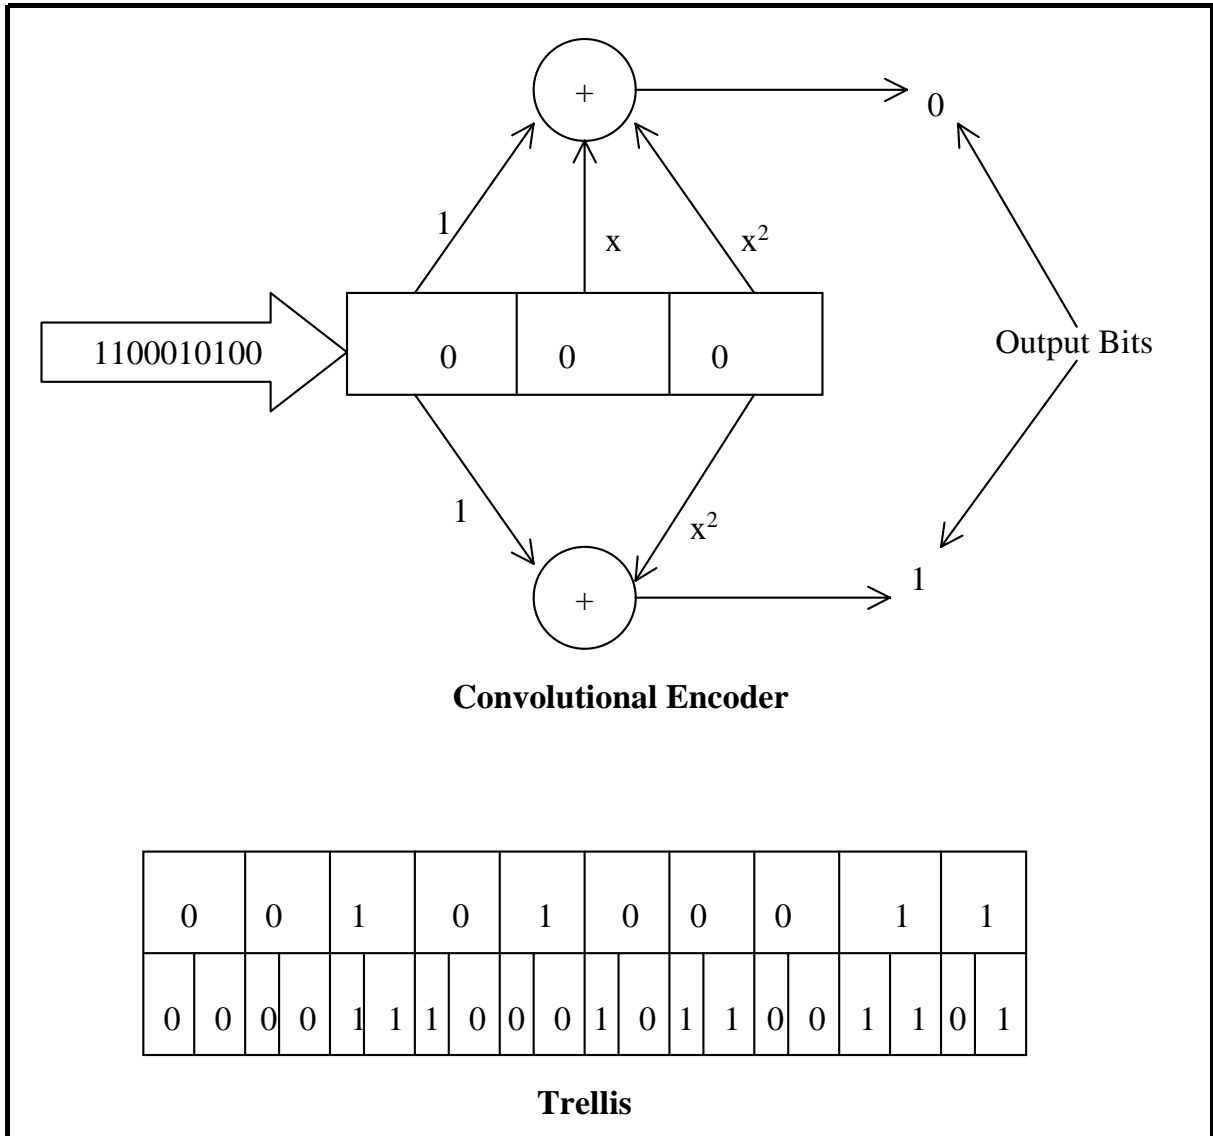 +
0
1
x
x²
Output Bits
1100010100
0 0 0
1
x²
1
+
Convolutional Encoder
0 0 1 0 1 0 0 0 1 1
0 0 0 0 1 1 1 0 0 0 1 0 1 1 0 0 1 1 0 1
Trellis